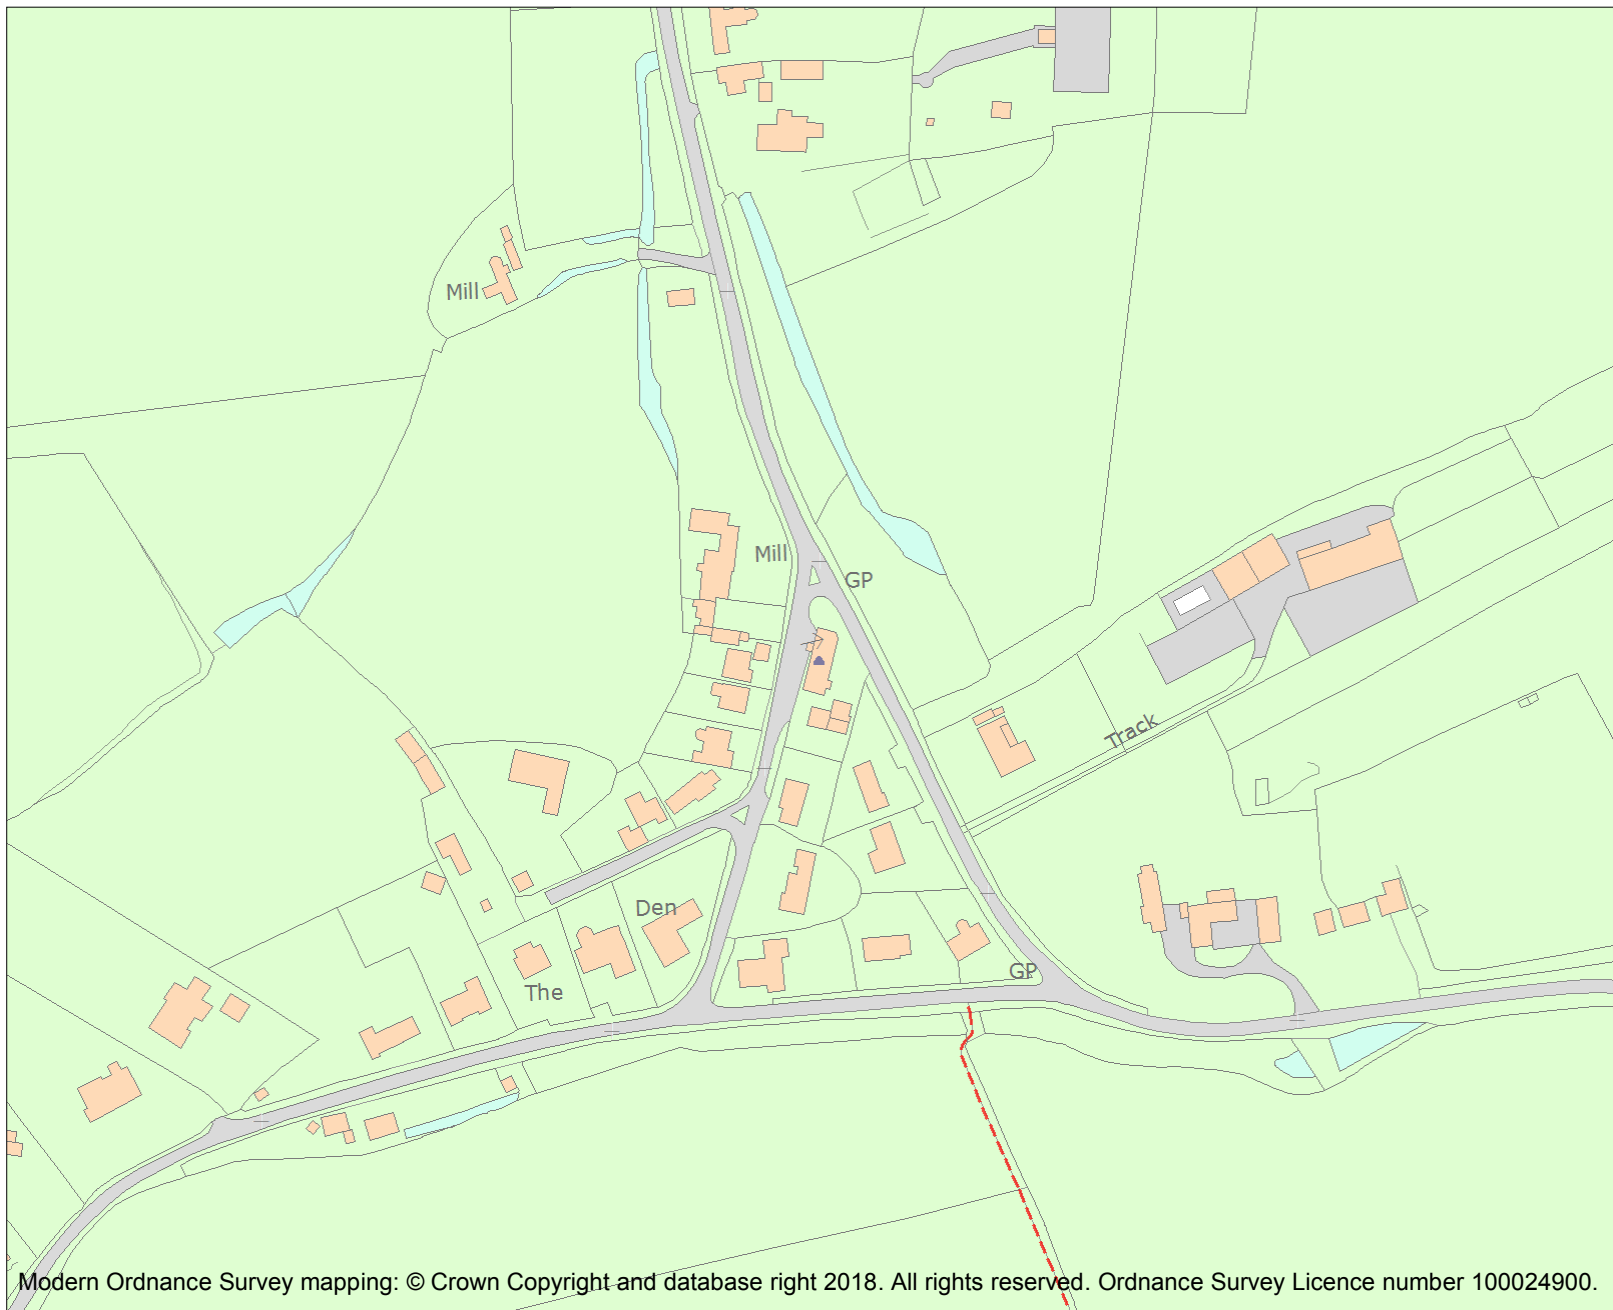 Mill
Mill
GP
Track
Den
The
GP
Modern Ordnance Survey mapping: © Crown Copyright and database right 2018. All rights reserved. Ordnance Survey Licence number 100024900.